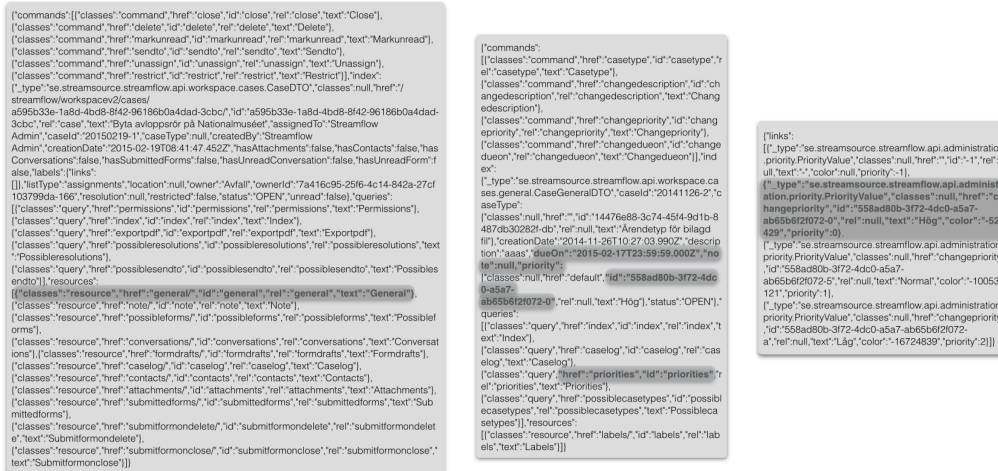 {"commands":[{"classes":"command","href":"close","id":"close","rel":"close","text":"Close"},
{"classes":"command","href":"delete","id":"delete","rel":"delete","text":"Delete"},
{"classes":"command","href":"markunread","id":"markunread","rel":"markunread","text":"Markunread"},
{"classes":"command","href":"sendto","id":"sendto","rel":"sendto","text":"Sendto"},
{"classes":"command","href":"unassign","id":"unassign","rel":"unassign","text":"Unassign"},
{"classes":"command","href":"restrict","id":"restrict","rel":"restrict","text":"Restrict"}],"index":
{"_type":"se.streamsource.streamflow.api.workspace.cases.CaseDTO","classes":null,"href":"/
streamflow/workspacev2/cases/
a595b33e-1a8d-4bd8-8f42-96186b0a4dad-3cbc/","id":"a595b33e-1a8d-4bd8-8f42-96186b0a4dad-
3cbc","rel":"case","text":"Byta avloppsrör på Nationalmuséet","assignedTo":"Streamflow
Admin","caseId":"20150219-1","caseType":null,"createdBy":"Streamflow
Admin","creationDate":"2015-02-19T08:41:47.452Z","hasAttachments":false,"hasContacts":false,"has
Conversations":false,"hasSubmittedForms":false,"hasUnreadConversation":false,"hasUnreadForm":f
alse,"labels":{"links":
[]},"listType":"assignments","location":null,"owner":"Avfall","ownerId":"7a416c95-25f6-4c14-842a-27cf
103799da-166","resolution":null,"restricted":false,"status":"OPEN","unread":false},"queries":
[{"classes":"query","href":"permissions","id":"permissions","rel":"permissions","text":"Permissions"},
{"classes":"query","href":"index","id":"index","rel":"index","text":"Index"},
{"classes":"query","href":"exportpdf","id":"exportpdf","rel":"exportpdf","text":"Exportpdf"},
{"classes":"query","href":"possibleresolutions","id":"possibleresolutions","rel":"possibleresolutions","text
":"Possibleresolutions"},
{"classes":"query","href":"possiblesendto","id":"possiblesendto","rel":"possiblesendto","text":"Possibles
endto"}],"resources":
[{"classes":"resource","href":"general/","id":"general","rel":"general","text":"General"},
{"classes":"resource","href":"note/","id":"note","rel":"note","text":"Note"},
{"classes":"resource","href":"possibleforms/","id":"possibleforms","rel":"possibleforms","text":"Possiblef
orms"},
{"classes":"resource","href":"conversations/","id":"conversations","rel":"conversations","text":"Conversat
ions"},{"classes":"resource","href":"formdrafts/","id":"formdrafts","rel":"formdrafts","text":"Formdrafts"},
{"classes":"resource","href":"caselog/","id":"caselog","rel":"caselog","text":"Caselog"},
{"classes":"resource","href":"contacts/","id":"contacts","rel":"contacts","text":"Contacts"},
{"classes":"resource","href":"attachments/","id":"attachments","rel":"attachments","text":"Attachments"},
{"classes":"resource","href":"submittedforms/","id":"submittedforms","rel":"submittedforms","text":"Sub
mittedforms"},
{"classes":"resource","href":"submitformondelete/","id":"submitformondelete","rel":"submitformondelet
e","text":"Submitformondelete"},
{"classes":"resource","href":"submitformonclose/","id":"submitformonclose","rel":"submitformonclose","
text":"Submitformonclose"}]}
{"commands":
[{"classes":"command","href":"casetype","id":"casetype","r
el":"casetype","text":"Casetype"},
{"classes":"command","href":"changedescription","id":"ch
angedescription","rel":"changedescription","text":"Chang
edescription"},
{"classes":"command","href":"changepriority","id":"chang
epriority","rel":"changepriority","text":"Changepriority"},
{"classes":"command","href":"changedueon","id":"change
dueon","rel":"changedueon","text":"Changedueon"}],"ind
ex":
{"_type":"se.streamsource.streamflow.api.workspace.ca
ses.general.CaseGeneralDTO","caseId":"20141126-2","c
aseType":
{"classes":null,"href":"","id":"14476e88-3c74-45f4-9d1b-8
487db30282f-db","rel":null,"text":"Ärendetyp för bilagd
fil"},"creationDate":"2014-11-26T10:27:03.990Z","descrip
tion":"aaas","dueOn":"2015-02-17T23:59:59.000Z","no
te":null,"priority":
{"classes":null,"href":"default","id":"558ad80b-3f72-4dc
0-a5a7-
ab65b6f2f072-0","rel":null,"text":"Hög"},"status":"OPEN"},"
queries":
[{"classes":"query","href":"index","id":"index","rel":"index","t
ext":"Index"},
{"classes":"query","href":"caselog","id":"caselog","rel":"cas
elog","text":"Caselog"},
{"classes":"query","href":"priorities","id":"priorities","r
el":"priorities","text":"Priorities"},
{"classes":"query","href":"possiblecasetypes","id":"possibl
ecasetypes","rel":"possiblecasetypes","text":"Possibleca
setypes"}],"resources":
[{"classes":"resource","href":"labels/","id":"labels","rel":"lab
els","text":"Labels"}]}
{"links":
[{"_type":"se.streamsource.streamflow.api.administratio
.priority.PriorityValue","classes":null,"href":"","id":"-1","rel":
ull,"text":"-","color":null,"priority":-1},
{"_type":"se.streamsource.streamflow.api.administ
ation.priority.PriorityValue","classes":null,"href":"c
hangepriority","id":"558ad80b-3f72-4dc0-a5a7-
ab65b6f2f072-0","rel":null,"text":"Hög","color":"-52
429","priority":0},
{"_type":"se.streamsource.streamflow.api.administration
priority.PriorityValue","classes":null,"href":"changepriority
,"id":"558ad80b-3f72-4dc0-a5a7-
ab65b6f2f072-5","rel":null,"text":"Normal","color":"-10053
121","priority":1},
{"_type":"se.streamsource.streamflow.api.administration
priority.PriorityValue","classes":null,"href":"changepriority
,"id":"558ad80b-3f72-4dc0-a5a7-ab65b6f2f072-
a","rel":null,"text":"Låg","color":"-16724839","priority":2}]}